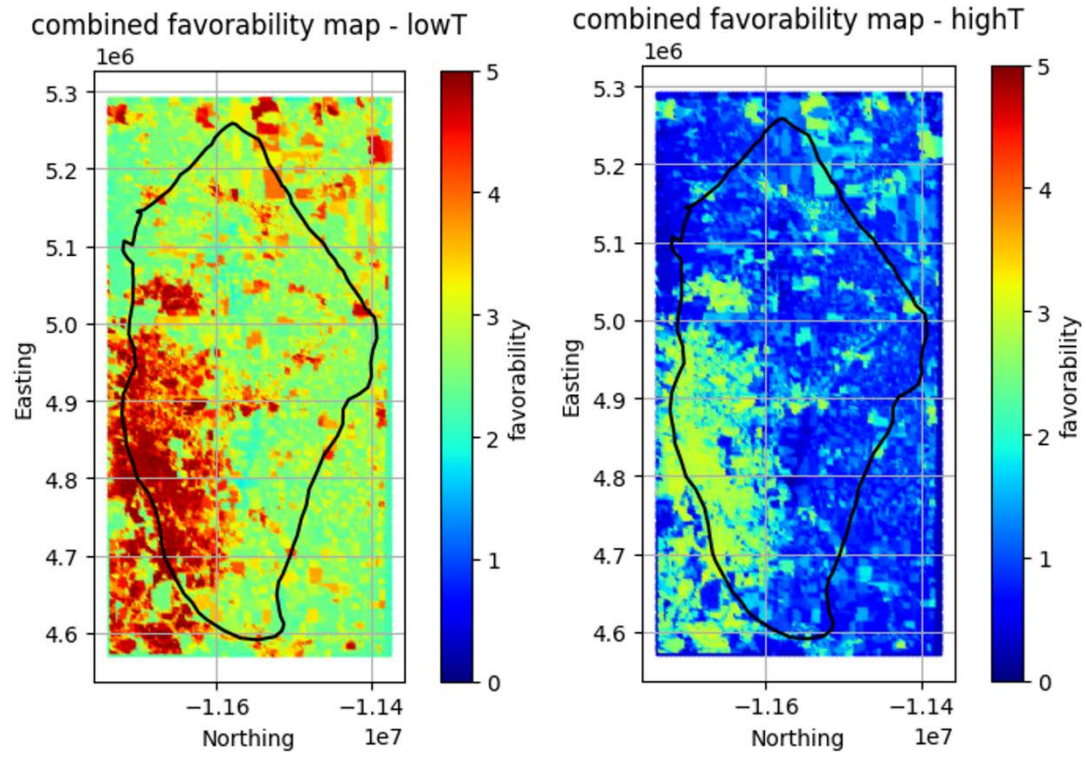 combined favorability map - lowT
1e6
5.3
5.2
5.1
5.0
4.9
4.8
4.7
4.6
Easting
−1.16
−1.14
Northing
1e7
5
4
3
2
1
0
favorability
combined favorability map - highT
1e6
5.3
5.2
5.1
5.0
4.9
4.8
4.7
4.6
Easting
−1.16
−1.14
Northing
1e7
5
4
3
2
1
0
favorability